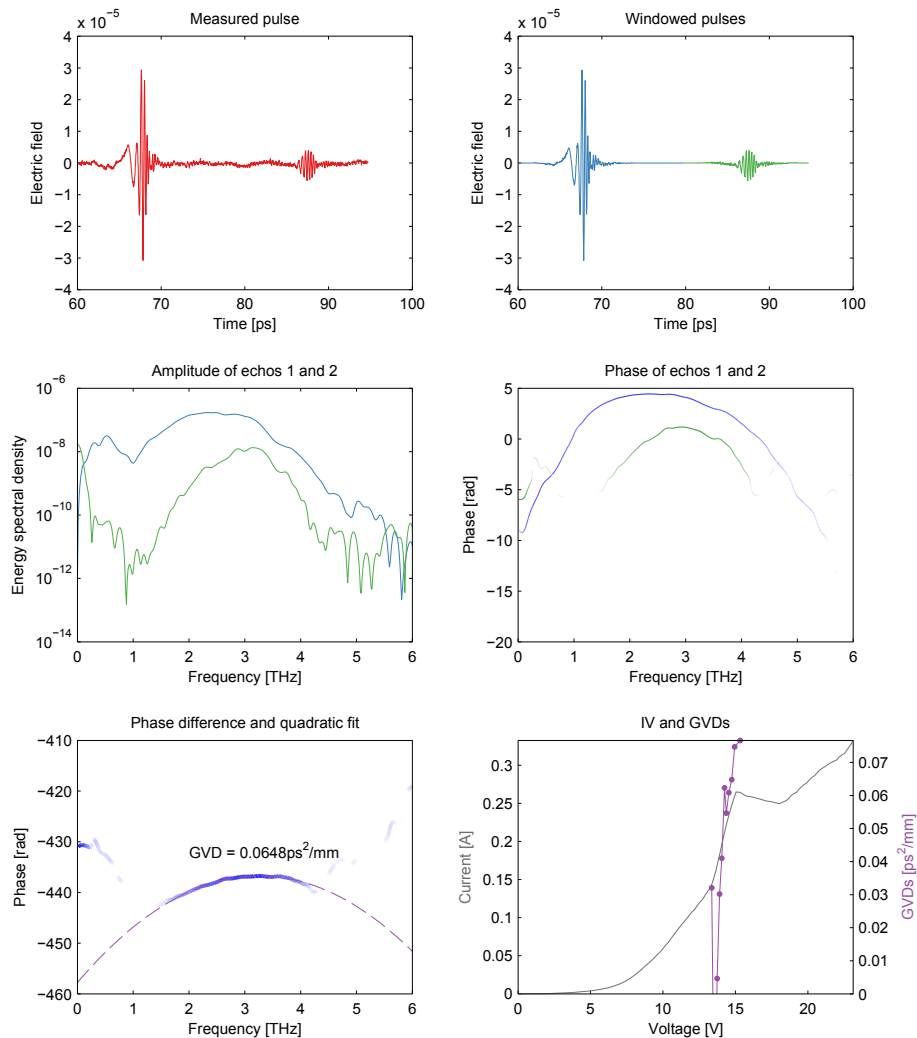 Measured pulse
× 10⁻⁵
4
3
2
1
0
−1
−2
−3
−4
60 70 80 90 100
Electric field
Time [ps]
Windowed pulses
× 10⁻⁵
4
3
2
1
0
−1
−2
−3
−4
60 70 80 90 100
Electric field
Time [ps]
Amplitude of echos 1 and 2
10⁻⁶
10⁻⁸
10⁻¹⁰
10⁻¹²
10⁻¹⁴
0 1 2 3 4 5 6
Energy spectral density
Frequency [THz]
Phase of echos 1 and 2
5
0
−5
−10
−15
−20
0 1 2 3 4 5 6
Phase [rad]
Frequency [THz]
Phase difference and quadratic fit
−410
−420
−430
−440
−450
−460
GVD = 0.0648ps²/mm
0 1 2 3 4 5 6
Phase [rad]
Frequency [THz]
IV and GVDs
0.3
0.25
0.2
0.15
0.1
0.05
0
0 5 10 15 20
Current [A]
Voltage [V]
0.07
0.06
0.05
0.04
0.03
0.02
0.01
0
GVDs [ps²/mm]